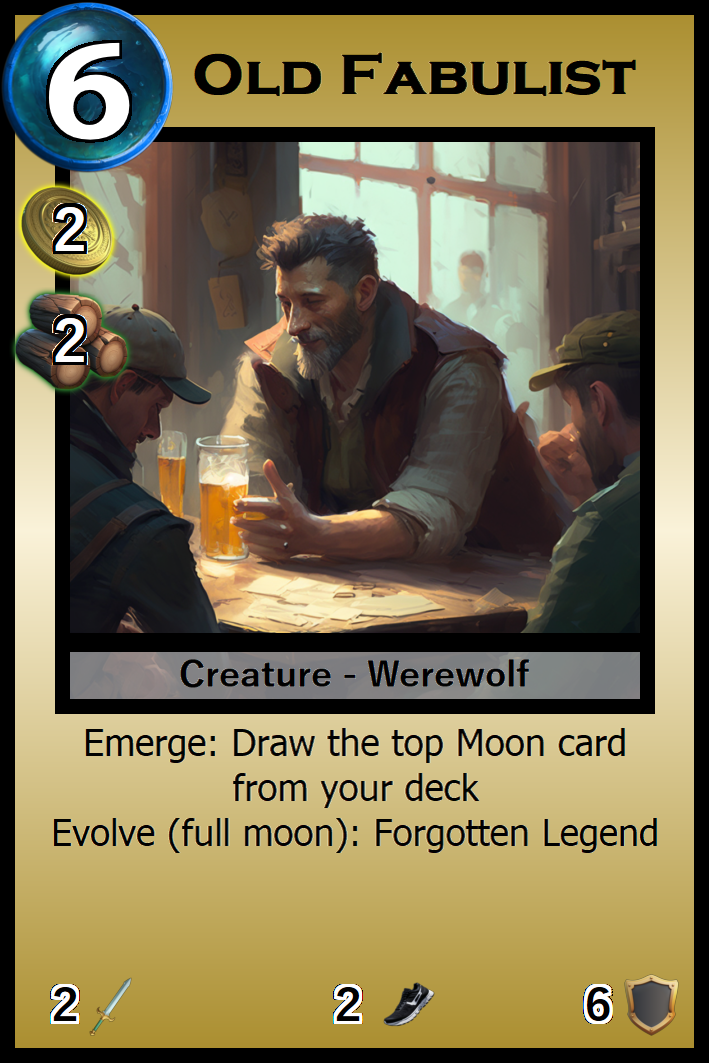 6
Old Fabulist
2
2
Creature - Werewolf
Emerge: Draw the top Moon card
from your deck
Evolve (full moon): Forgotten Legend
2 2 6